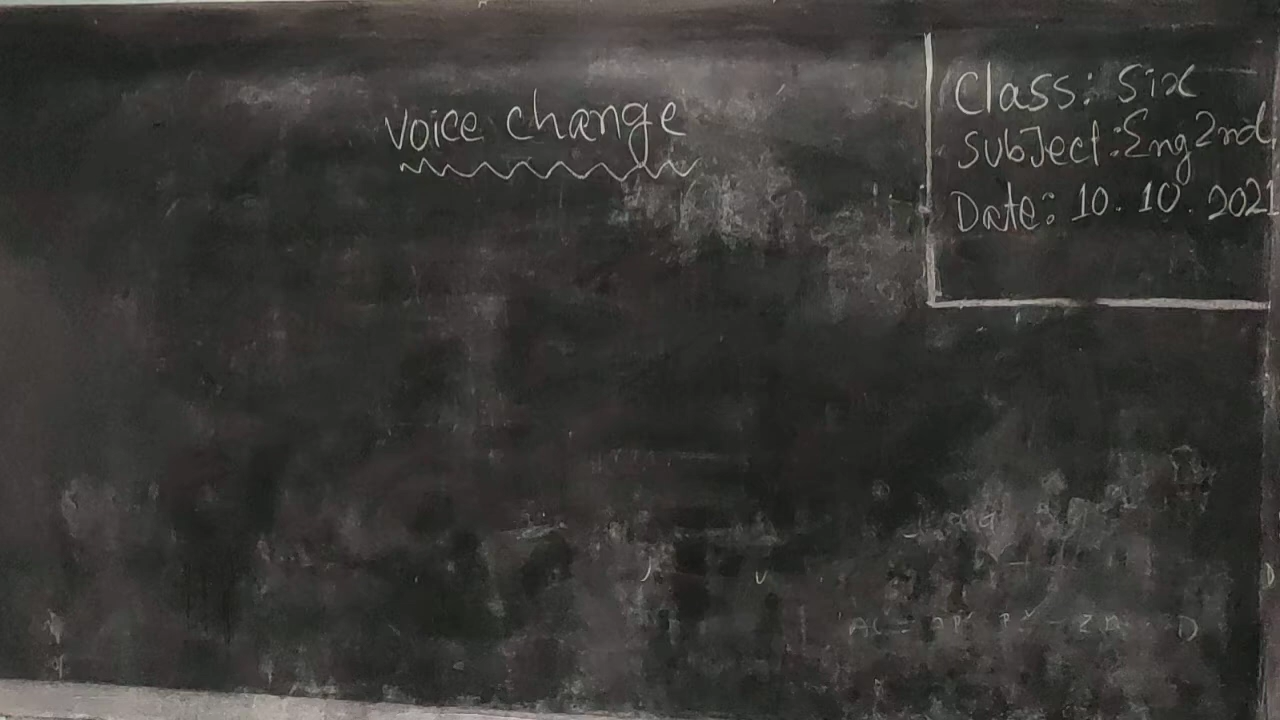 voice change
Class: Six
SubJect: Eng 2nd
Date: 10. 10. 2021